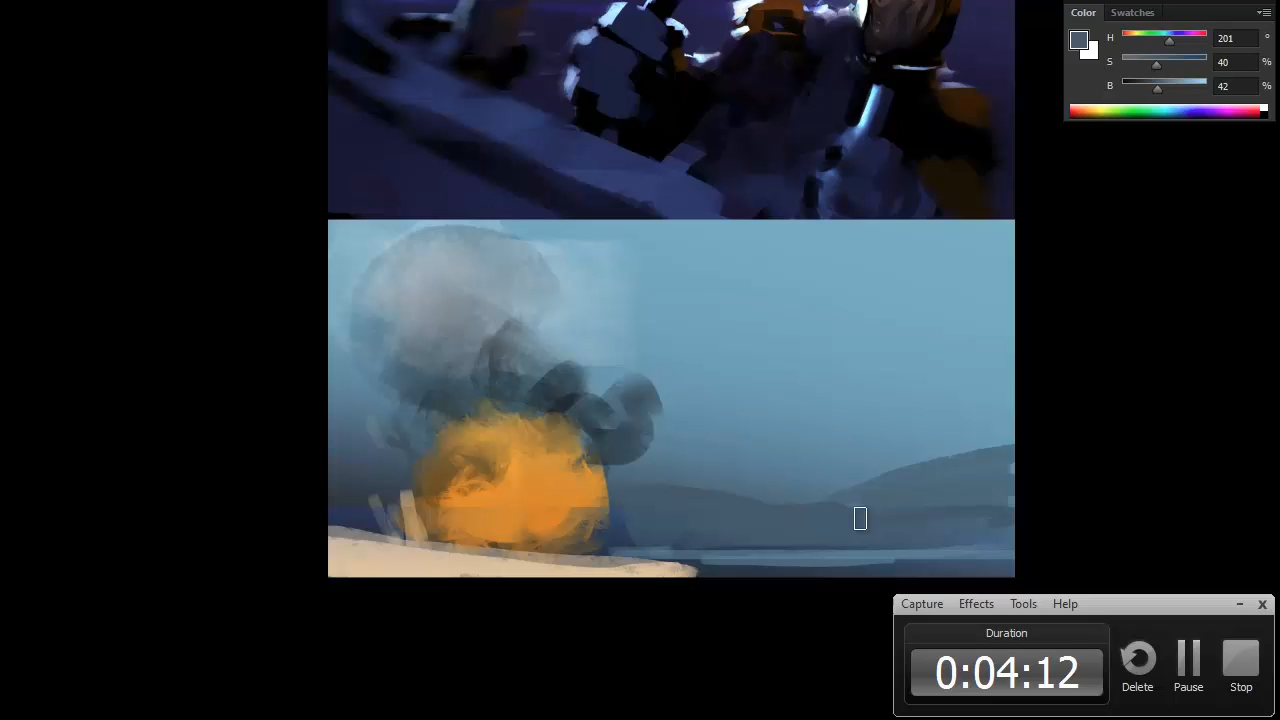 Color Swatches
H 201 °
S 40 %
B 42 %
Capture Effects Tools Help
Duration
0:04:12
Delete Pause Stop